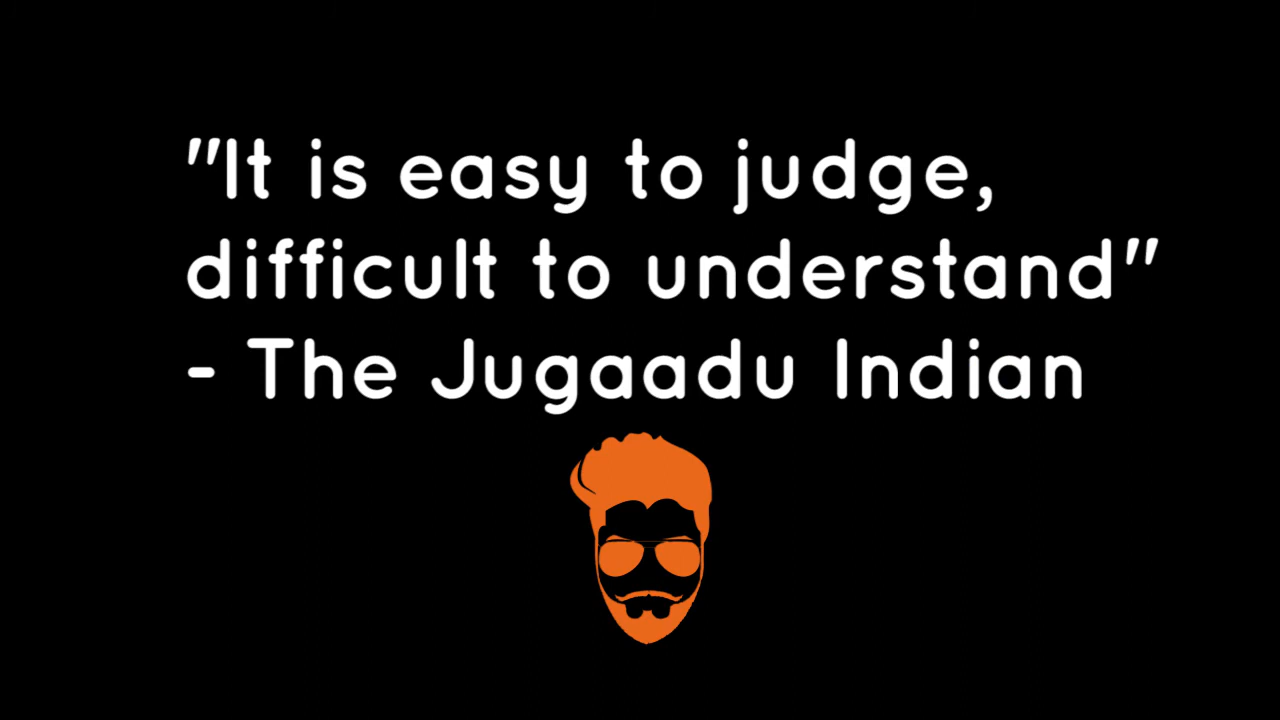 "It is easy to judge,
difficult to understand"
- The Jugaadu Indian